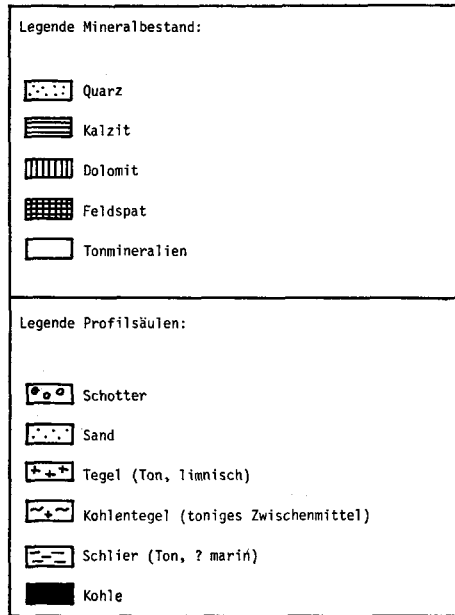 Legende Mineralbestand:
Quarz
Kalzit
Dolomit
Feldspat
Tonmineralien
Legende Profilsäulen:
Schotter
Sand
Tegel (Ton, limnisch)
Kohlentegel (toniges Zwischenmittel)
Schlier (Ton, ? marin)
Kohle